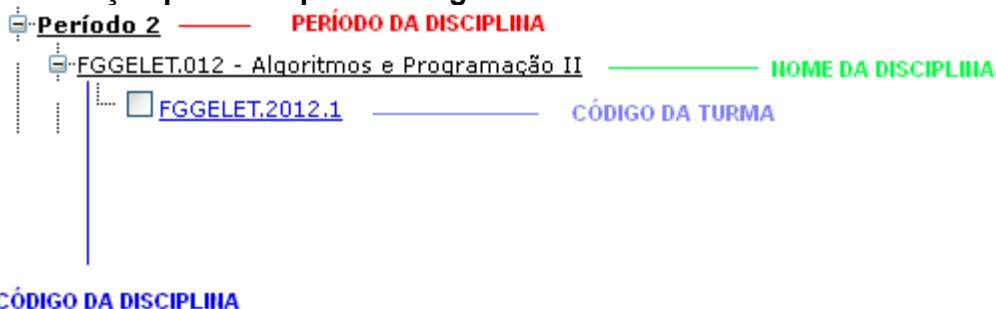 Período 2 PERÍODO DA DISCIPLINA
FGGELET.012 - Algoritmos e Programação II NOME DA DISCIPLINA
FGGELET.2012.1 CÓDIGO DA TURMA
CÓDIGO DA DISCIPLINA